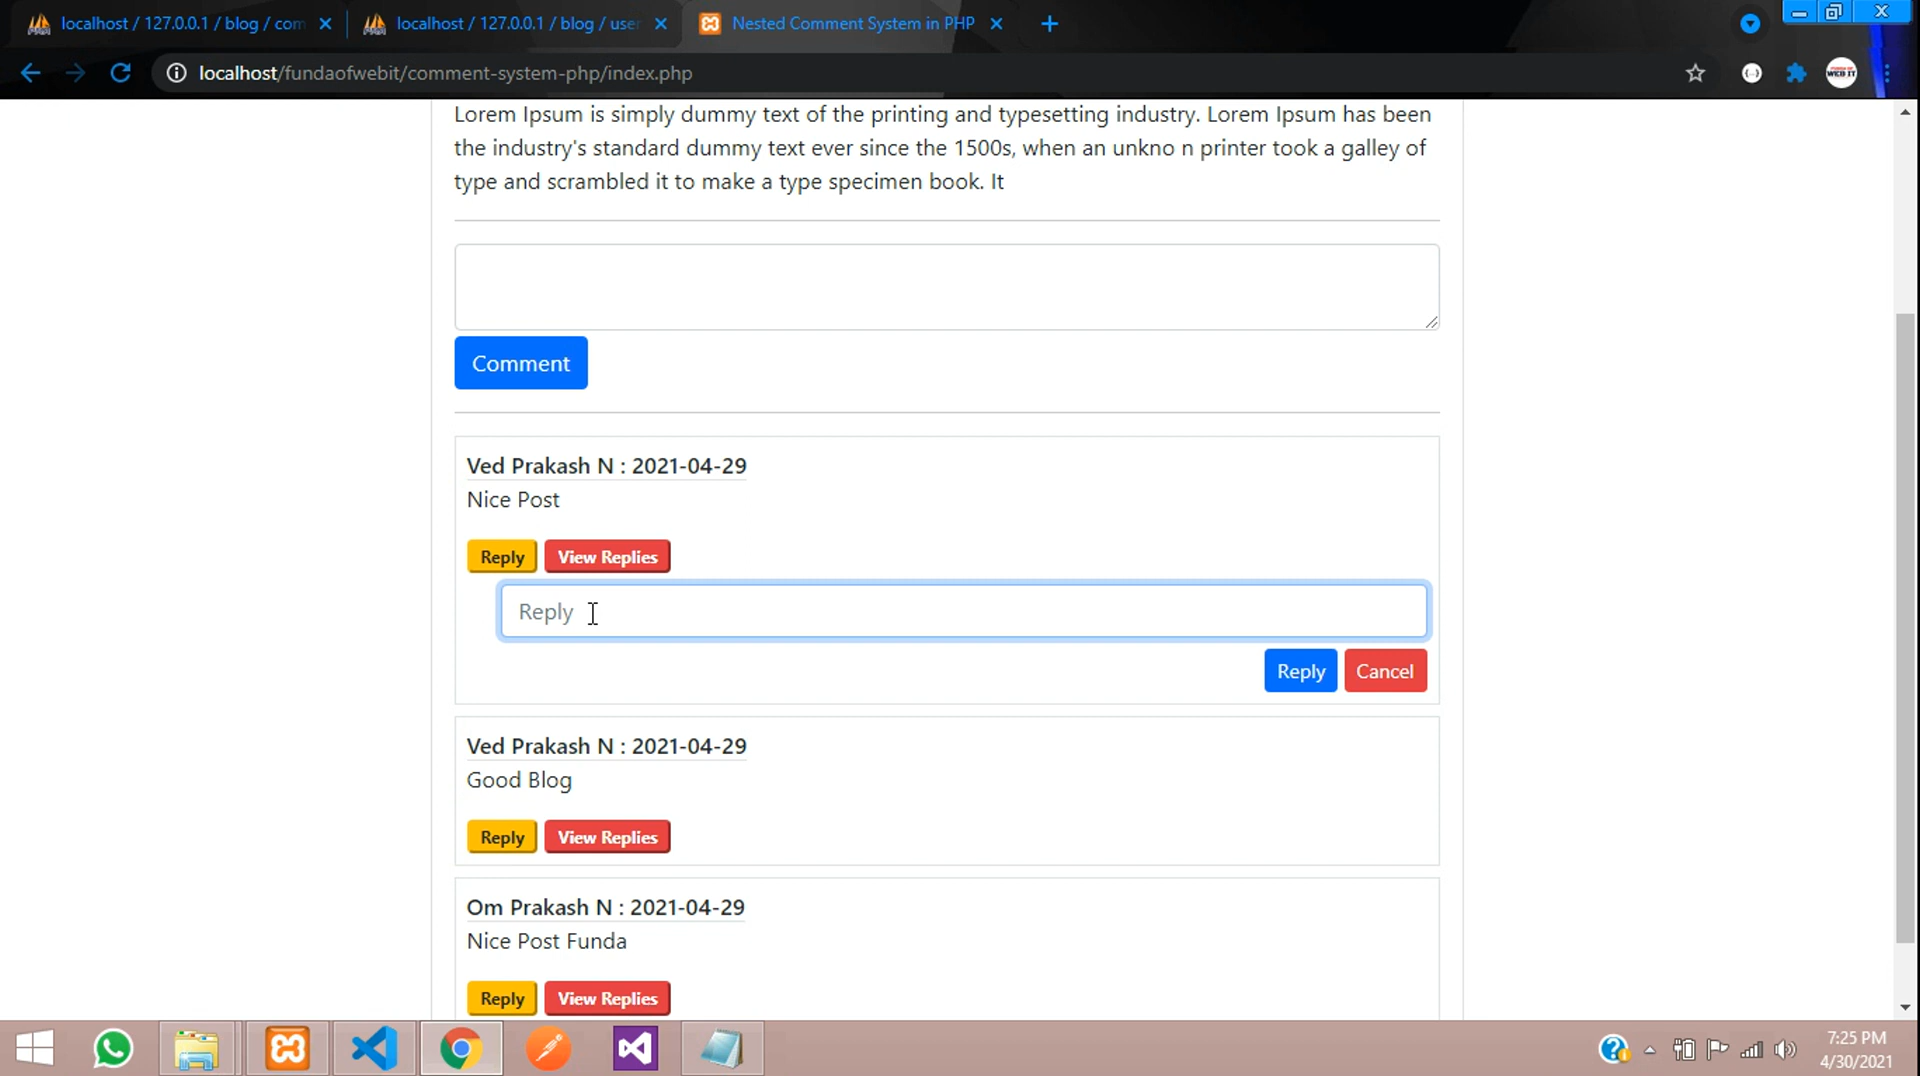 localhost / 127.0.0.1 / blog / com
localhost / 127.0.0.1 / blog / user
Nested Comment System in PHP
localhost/fundaofwebit/comment-system-php/index.php
WEB IT
Lorem Ipsum is simply dummy text of the printing and typesetting industry. Lorem Ipsum has been
the industry's standard dummy text ever since the 1500s, when an unkno n printer took a galley of
type and scrambled it to make a type specimen book. It
Comment
Ved Prakash N : 2021-04-29
Nice Post
Reply View Replies
Reply
Reply Cancel
Ved Prakash N : 2021-04-29
Good Blog
Reply View Replies
Om Prakash N : 2021-04-29
Nice Post Funda
Reply View Replies
7:25 PM
4/30/2021